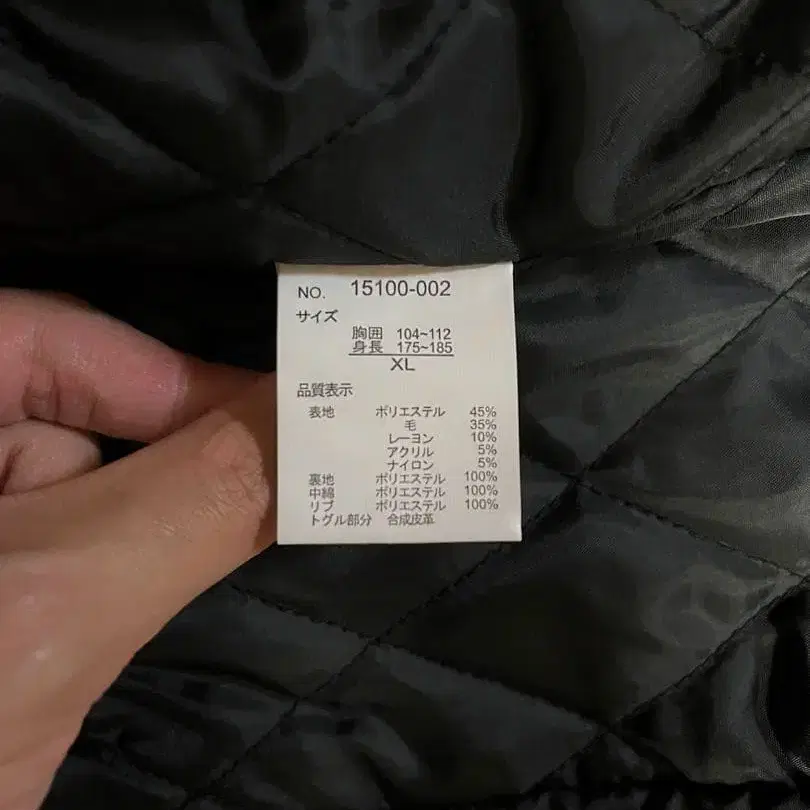 NO. 15100-002
サイズ
胸囲 104~112
身長 175~185
XL
品質表示
表地 ポリエステル 45%
毛 35%
レーヨン 10%
アクリル 5%
ナイロン 5%
裏地 ポリエステル 100%
中綿 ポリエステル 100%
リブ ポリエステル 100%
トグル部分 合成皮革